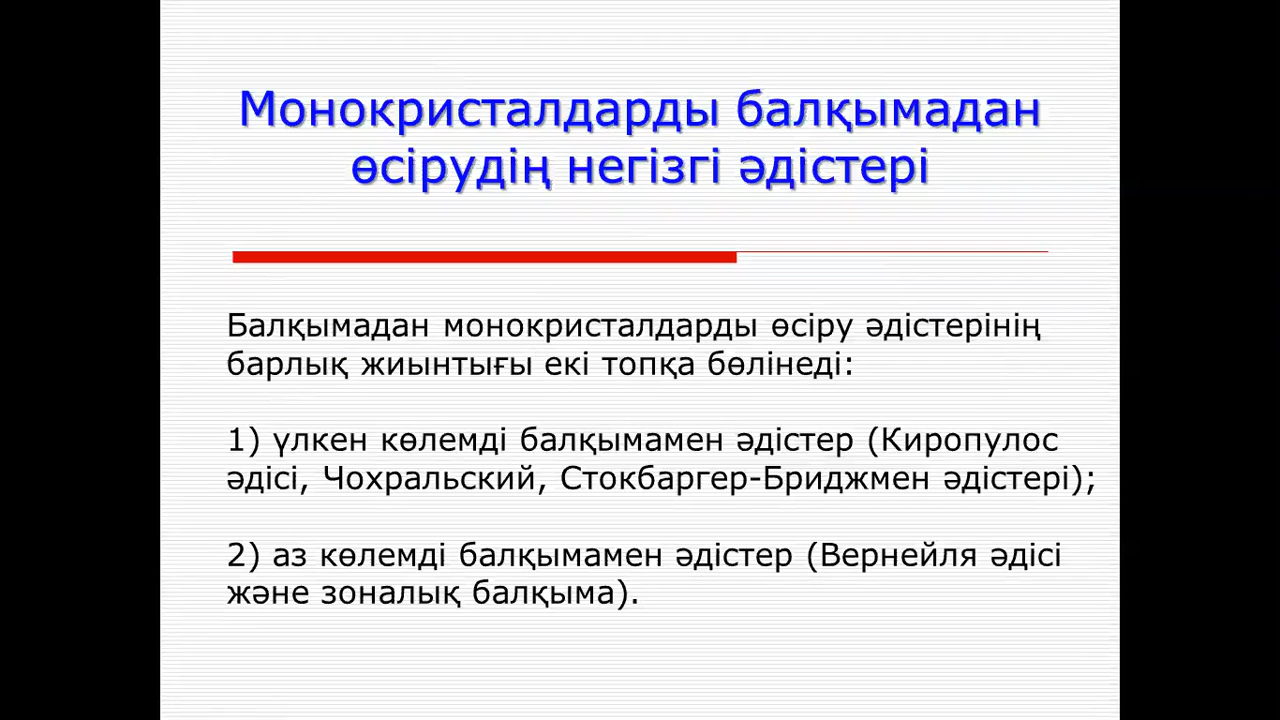 Монокристалдарды балқымадан
өсірудің негізгі әдістері
Балқымадан монокристалдарды өсіру әдістерінің
барлық жиынтығы екі топқа бөлінеді:
1) үлкен көлемді балқымамен әдістер (Киропулос
әдісі, Чохральский, Стокбаргер-Бриджмен әдістері);
2) аз көлемді балқымамен әдістер (Вернейля әдісі
және зоналық балқыма).